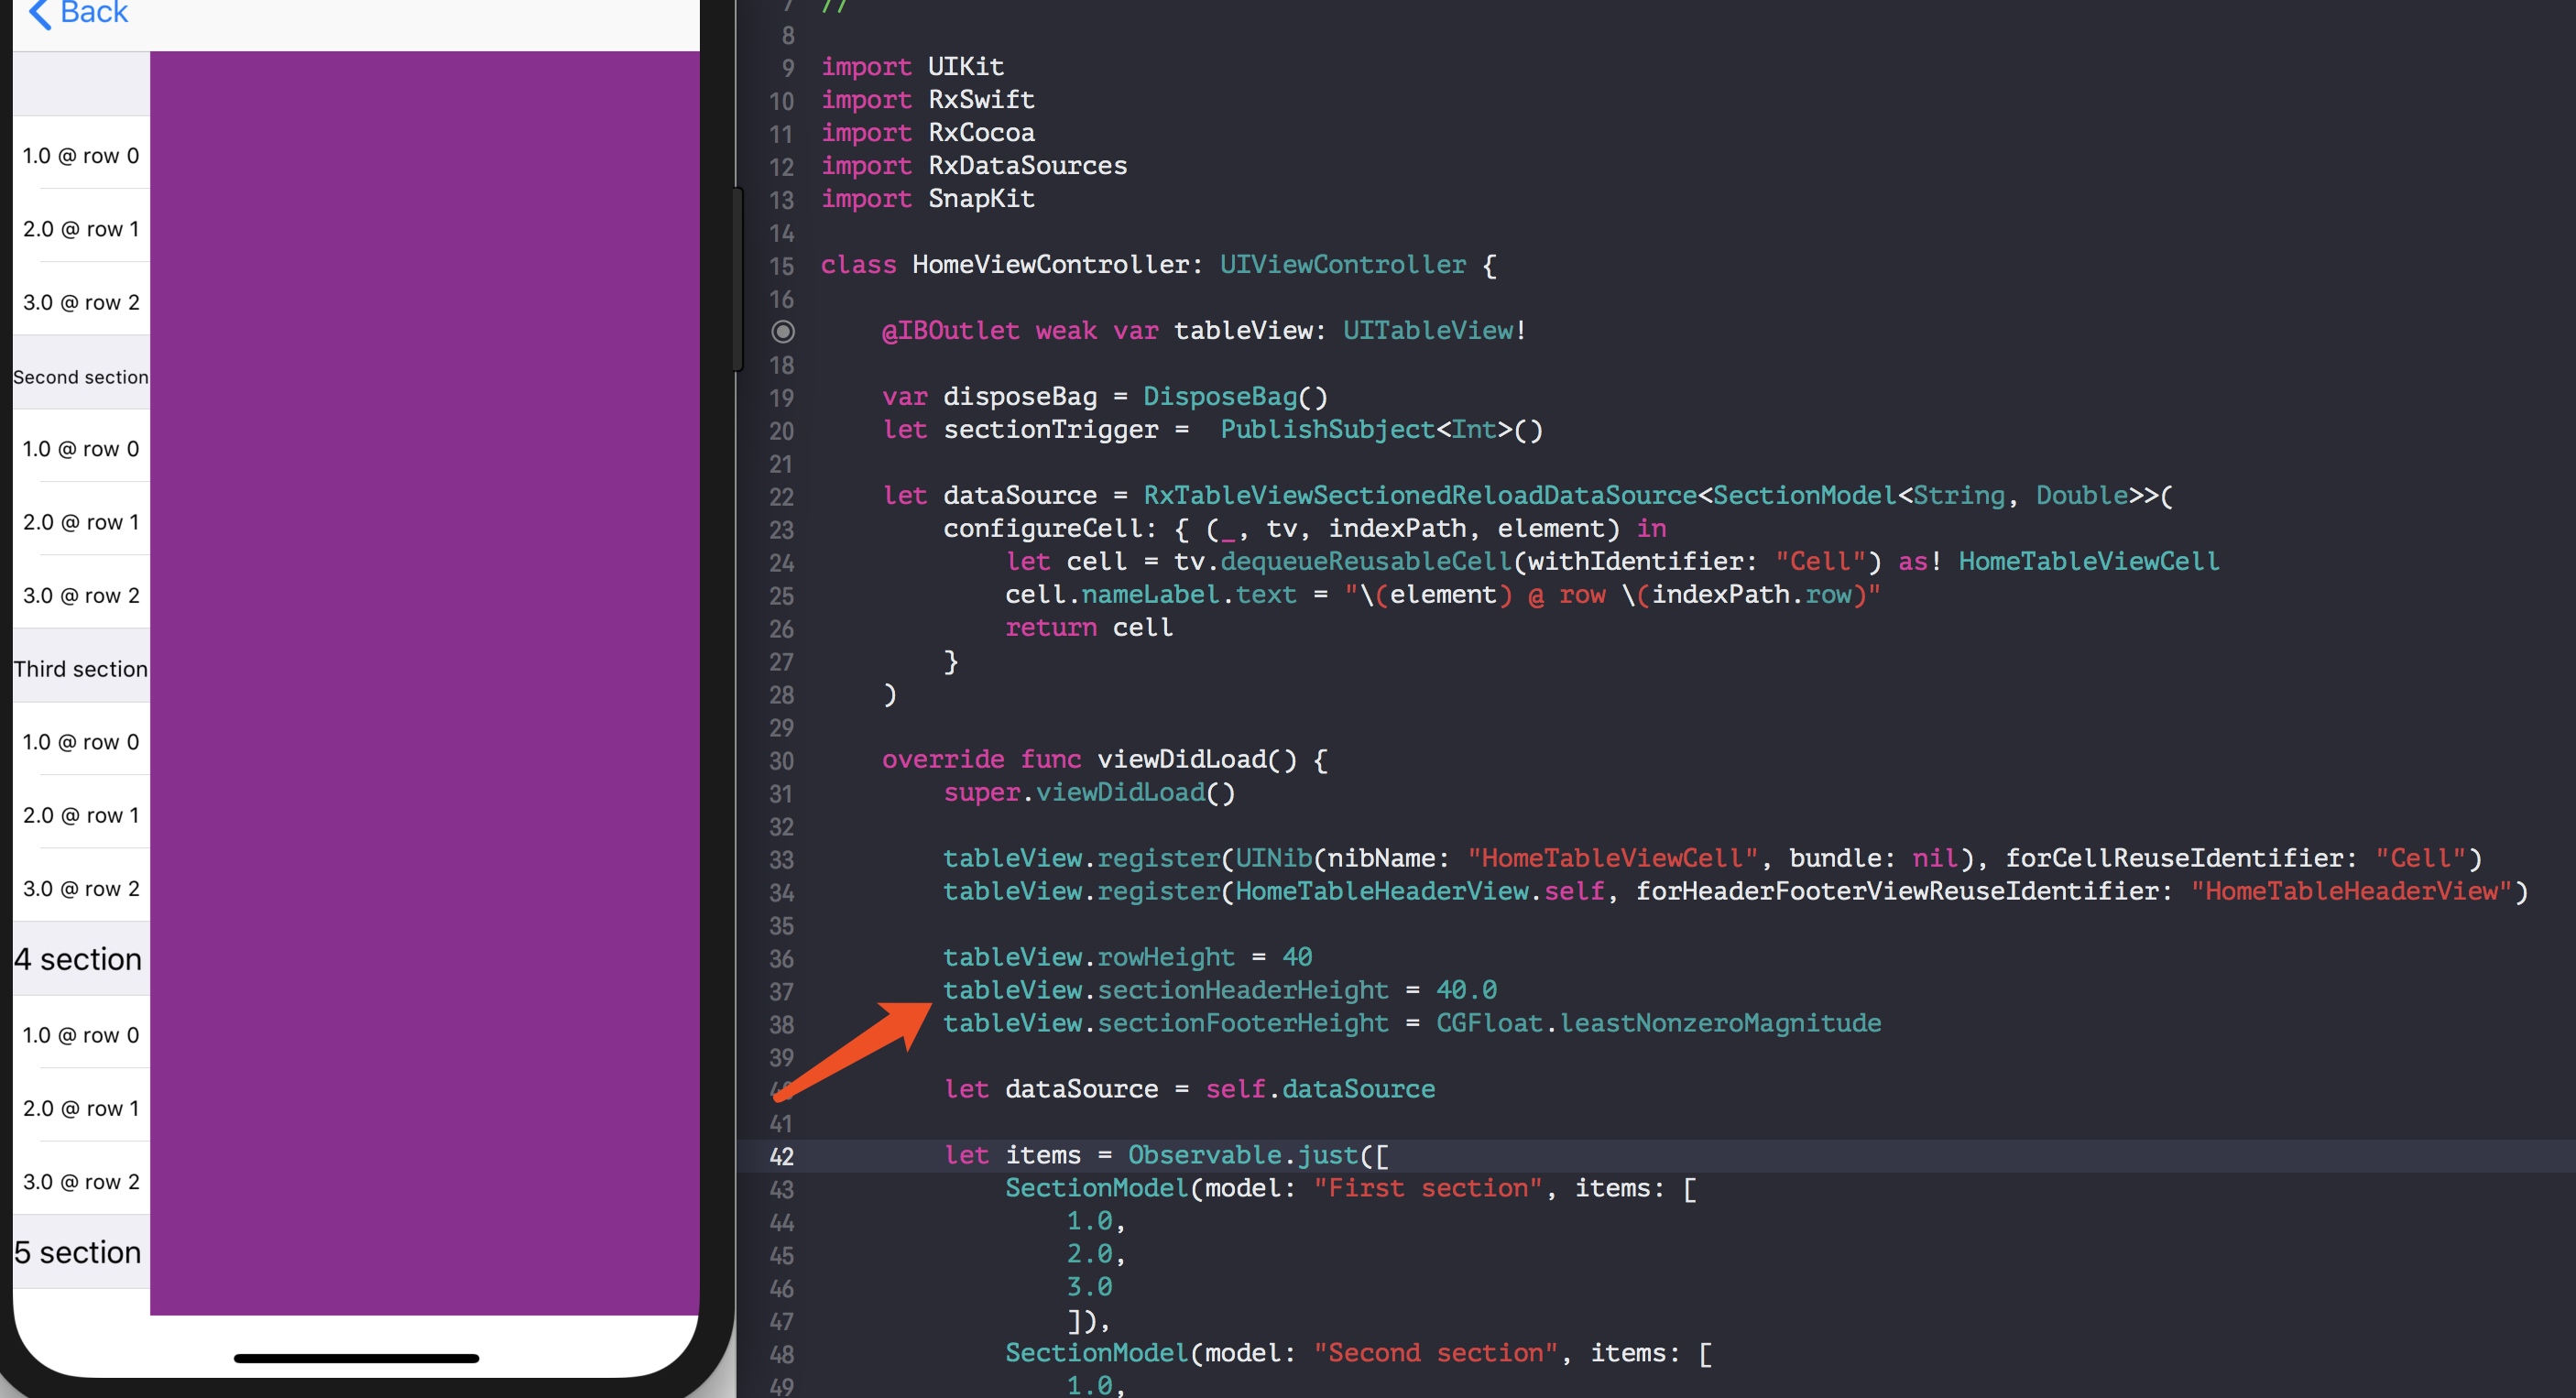 Back
1.0 @ row 0
2.0 @ row 1
3.0 @ row 2
Second section
1.0 @ row 0
2.0 @ row 1
3.0 @ row 2
Third section
1.0 @ row 0
2.0 @ row 1
3.0 @ row 2
4 section
1.0 @ row 0
2.0 @ row 1
3.0 @ row 2
5 section
7 //
8
9 import UIKit
10 import RxSwift
11 import RxCocoa
12 import RxDataSources
13 import SnapKit
14
15 class HomeViewController: UIViewController {
16
@IBOutlet weak var tableView: UITableView!
18
19 var disposeBag = DisposeBag()
20 let sectionTrigger =  PublishSubject<Int>()
21
22 let dataSource = RxTableViewSectionedReloadDataSource<SectionModel<String, Double>>(
23 configureCell: { (_, tv, indexPath, element) in
24 let cell = tv.dequeueReusableCell(withIdentifier: "Cell") as! HomeTableViewCell
25 cell.nameLabel.text = "\(element) @ row \(indexPath.row)"
26 return cell
27 }
28 )
29
30 override func viewDidLoad() {
31 super.viewDidLoad()
32
33 tableView.register(UINib(nibName: "HomeTableViewCell", bundle: nil), forCellReuseIdentifier: "Cell")
34 tableView.register(HomeTableHeaderView.self, forHeaderFooterViewReuseIdentifier: "HomeTableHeaderView")
35
36 tableView.rowHeight = 40
37 tableView.sectionHeaderHeight = 40.0
38 tableView.sectionFooterHeight = CGFloat.leastNonzeroMagnitude
39
40 let dataSource = self.dataSource
41
42 let items = Observable.just([
43 SectionModel(model: "First section", items: [
44 1.0,
45 2.0,
46 3.0
47 ]),
48 SectionModel(model: "Second section", items: [
49 1.0,